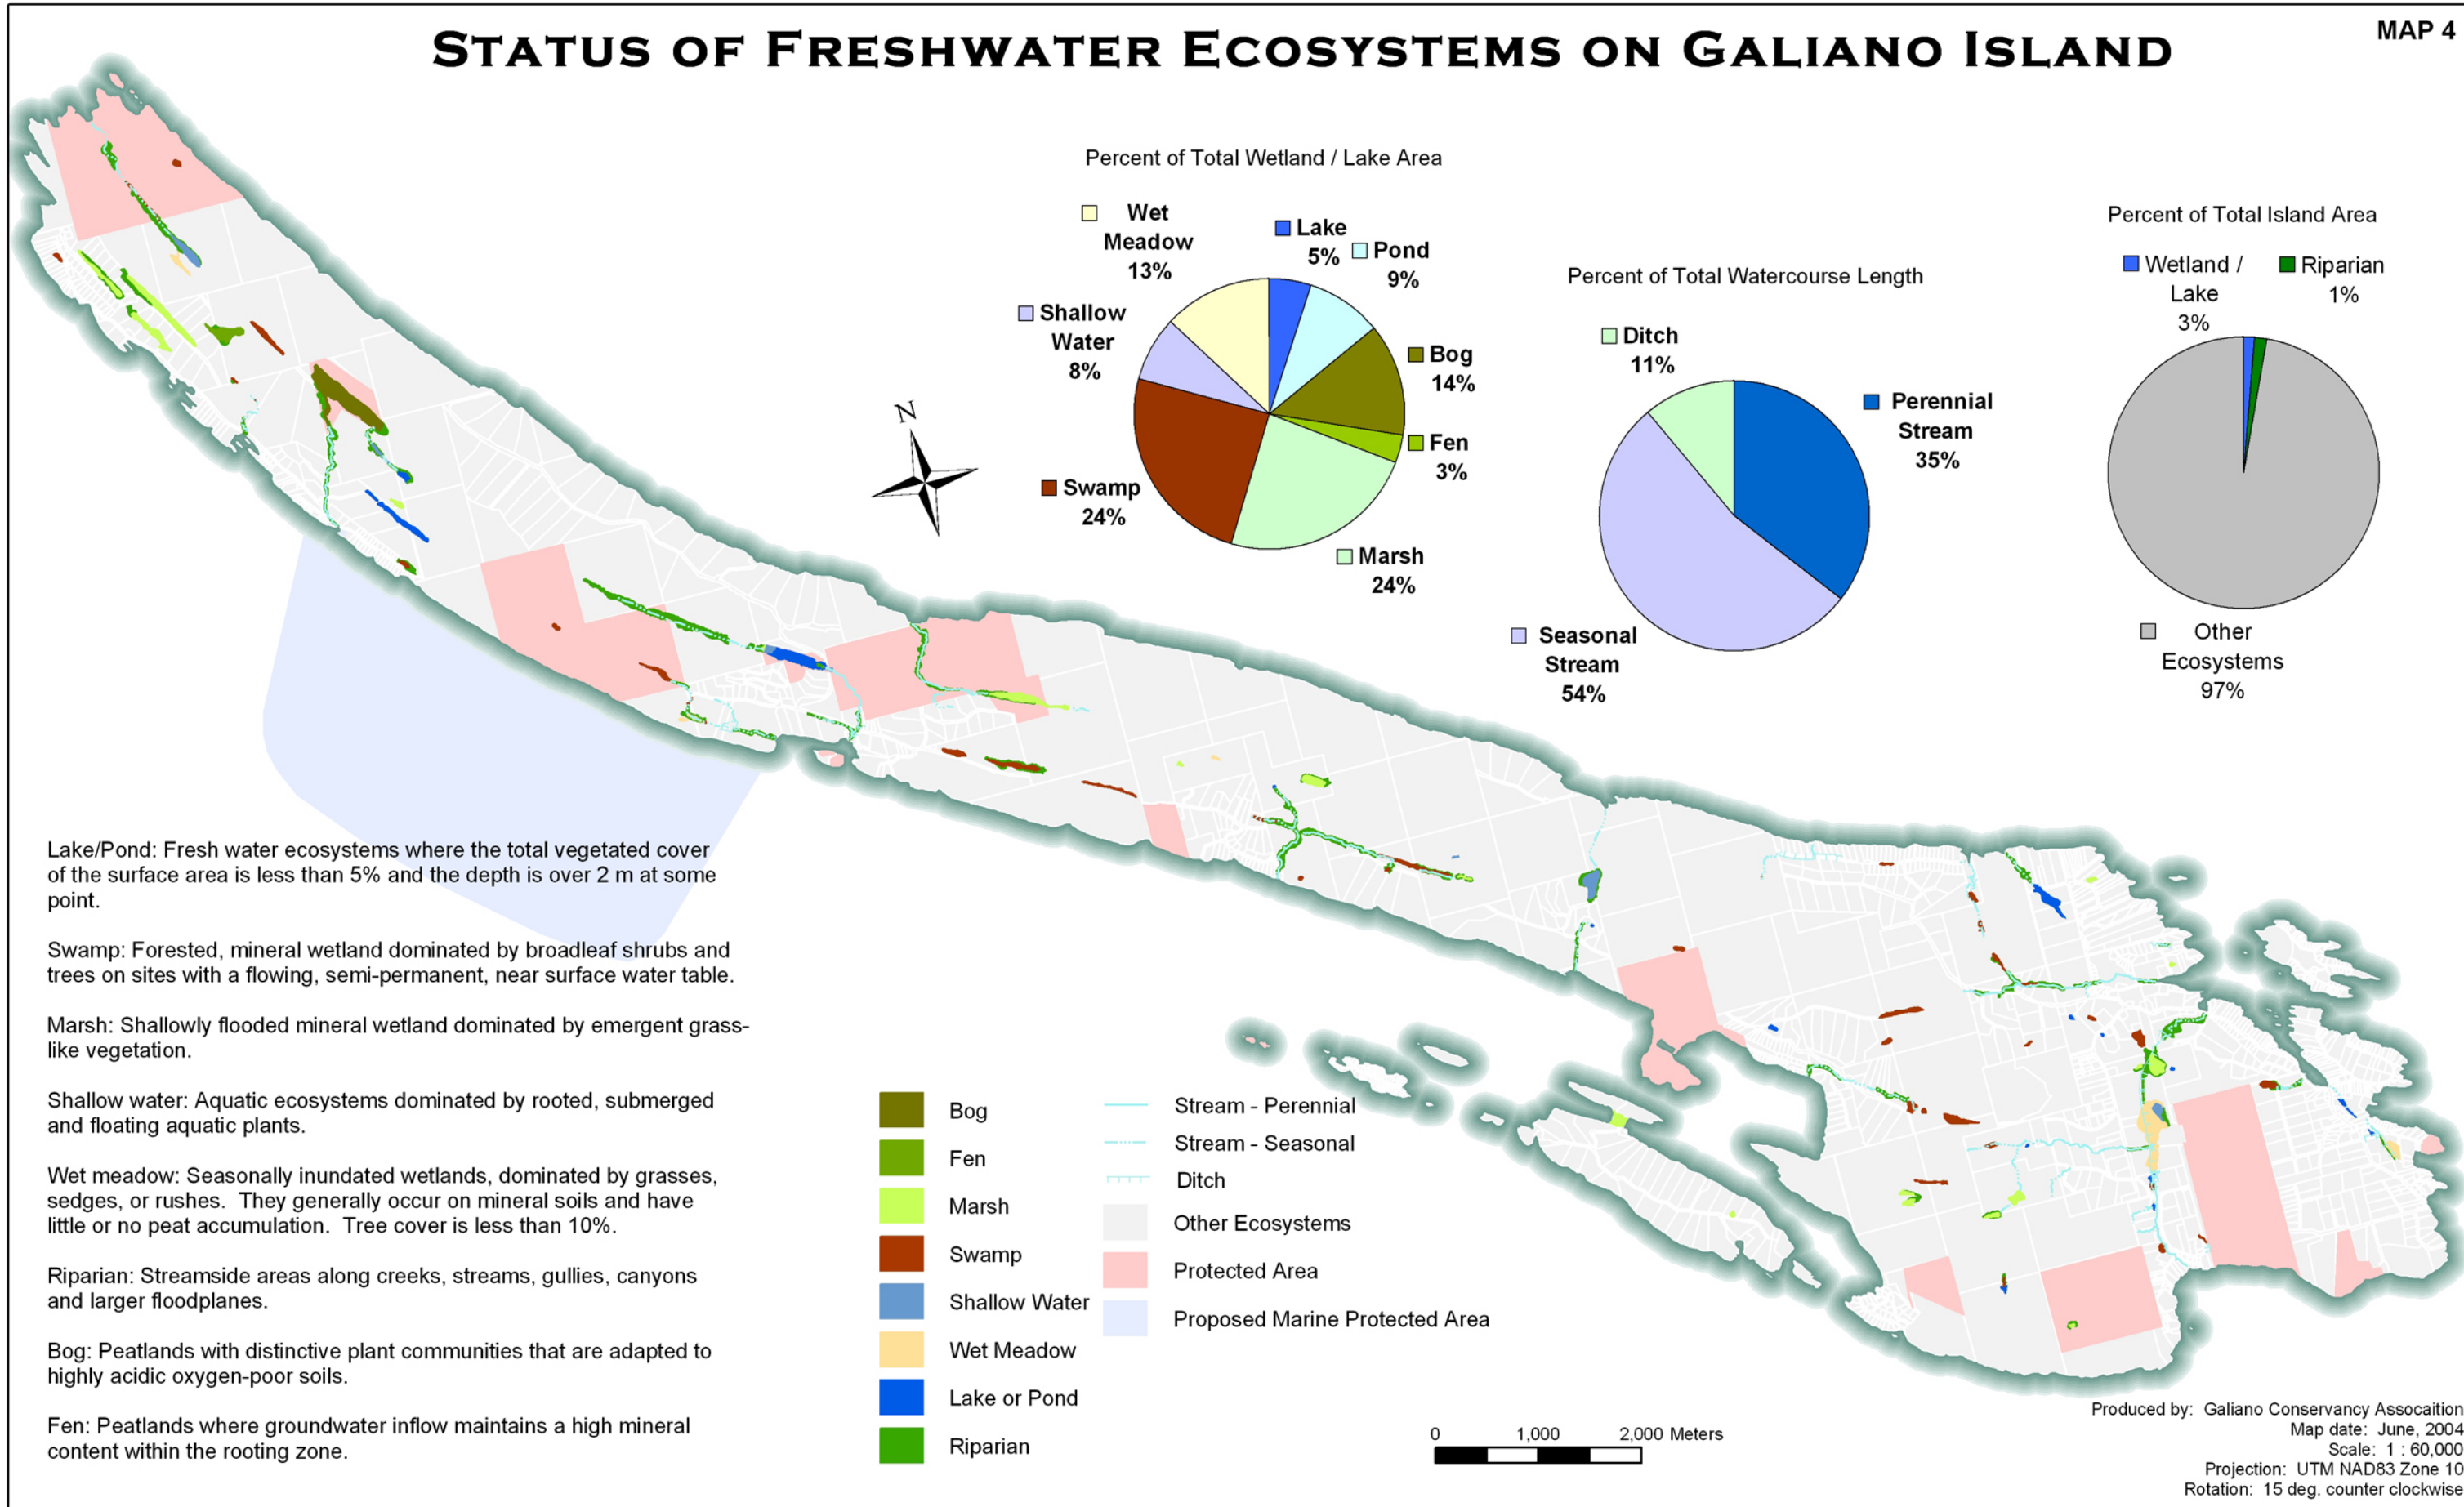 MAP 4
STATUS OF FRESHWATER ECOSYSTEMS ON GALIANO ISLAND
Percent of Total Wetland / Lake Area
Wet
Meadow
13%
Lake
5%
Pond
9%
Shallow
Water
8%
Bog
14%
Fen
3%
Swamp
24%
Marsh
24%
N
Percent of Total Watercourse Length
Ditch
11%
Perennial
Stream
35%
Seasonal
Stream
54%
Percent of Total Island Area
Wetland /
Lake
3%
Riparian
1%
Other
Ecosystems
97%
Lake/Pond: Fresh water ecosystems where the total vegetated cover
of the surface area is less than 5% and the depth is over 2 m at some
point.
Swamp: Forested, mineral wetland dominated by broadleaf shrubs and
trees on sites with a flowing, semi-permanent, near surface water table.
Marsh: Shallowly flooded mineral wetland dominated by emergent grass-
like vegetation.
Shallow water: Aquatic ecosystems dominated by rooted, submerged
and floating aquatic plants.
Wet meadow: Seasonally inundated wetlands, dominated by grasses,
sedges, or rushes. They generally occur on mineral soils and have
little or no peat accumulation. Tree cover is less than 10%.
Riparian: Streamside areas along creeks, streams, gullies, canyons
and larger floodplanes.
Bog: Peatlands with distinctive plant communities that are adapted to
highly acidic oxygen-poor soils.
Fen: Peatlands where groundwater inflow maintains a high mineral
content within the rooting zone.
Bog
Fen
Marsh
Swamp
Shallow Water
Wet Meadow
Lake or Pond
Riparian
Stream - Perennial
Stream - Seasonal
Ditch
Other Ecosystems
Protected Area
Proposed Marine Protected Area
0 1,000 2,000 Meters
Produced by: Galiano Conservancy Assocaition
Map date: June, 2004
Scale: 1 : 60,000
Projection: UTM NAD83 Zone 10
Rotation: 15 deg. counter clockwise